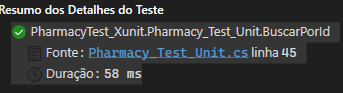 Resumo dos Detalhes do Teste
PharmacyTest_Xunit.Pharmacy_Test_Unit.BuscarPorId
Fonte: Pharmacy_Test_Unit.cs linha 45
Duração: 58 ms